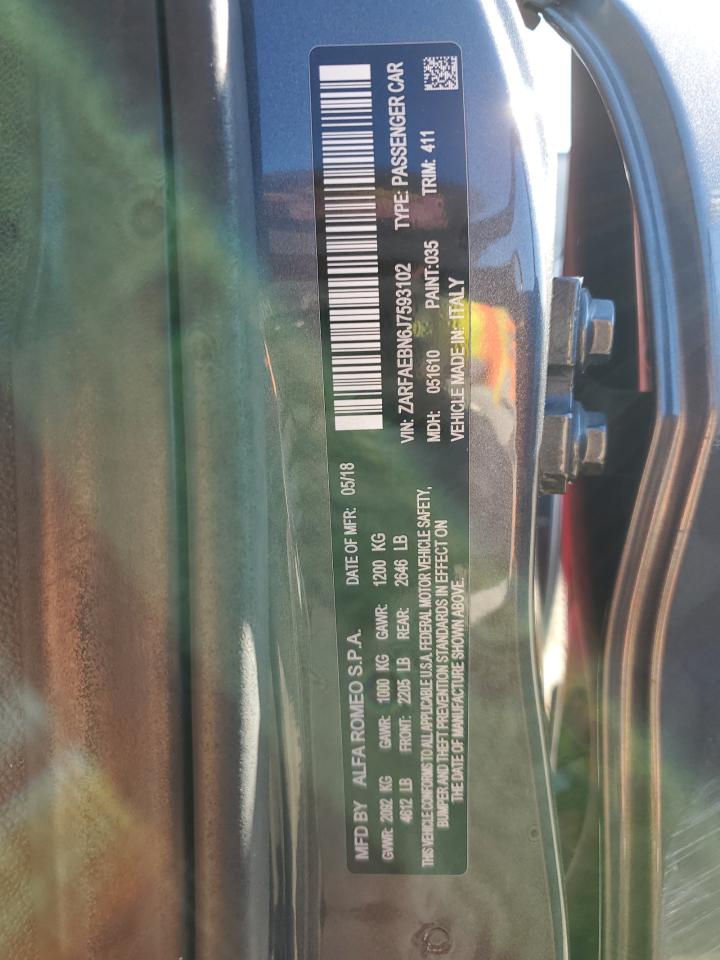 MFD BY ALFA ROMEO S.P.A. DATE OF MFR: 05/18
GVWR: 2092 KG GAWR: 1000 KG GAWR: 1200 KG
4612 LB FRONT: 2205 LB REAR: 2646 LB
THIS VEHICLE CONFORMS TO ALL APPLICABLE U.S.A. FEDERAL MOTOR VEHICLE SAFETY,
BUMPER AND THEFT PREVENTION STANDARDS IN EFFECT ON
THE DATE OF MANUFACTURE SHOWN ABOVE.
VIN: ZARFAEBN6J7593102 TYPE: PASSENGER CAR
MDH: 051610 PAINT:035 TRIM: 411
VEHICLE MADE IN: ITALY